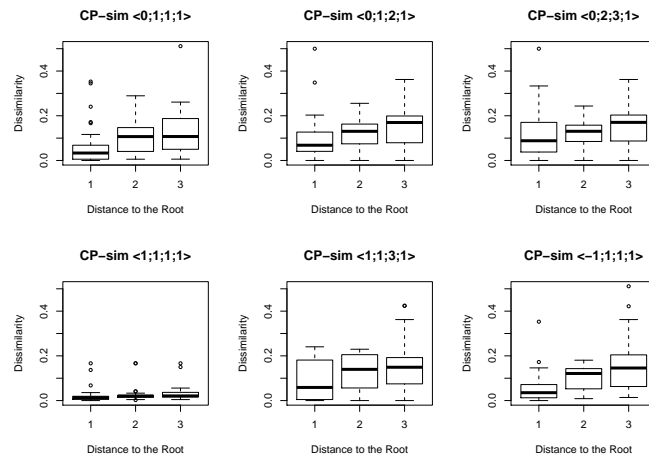 CP−sim <0;1;1;1>
Dissimilarity
0.0 0.2 0.4
1 2 3
Distance to the Root
CP−sim <0;1;2;1>
Dissimilarity
0.0 0.2 0.4
1 2 3
Distance to the Root
CP−sim <0;2;3;1>
Dissimilarity
0.0 0.2 0.4
1 2 3
Distance to the Root
CP−sim <1;1;1;1>
Dissimilarity
0.0 0.2 0.4
1 2 3
Distance to the Root
CP−sim <1;1;3;1>
Dissimilarity
0.0 0.2 0.4
1 2 3
Distance to the Root
CP−sim <−1;1;1;1>
Dissimilarity
0.0 0.2 0.4
1 2 3
Distance to the Root